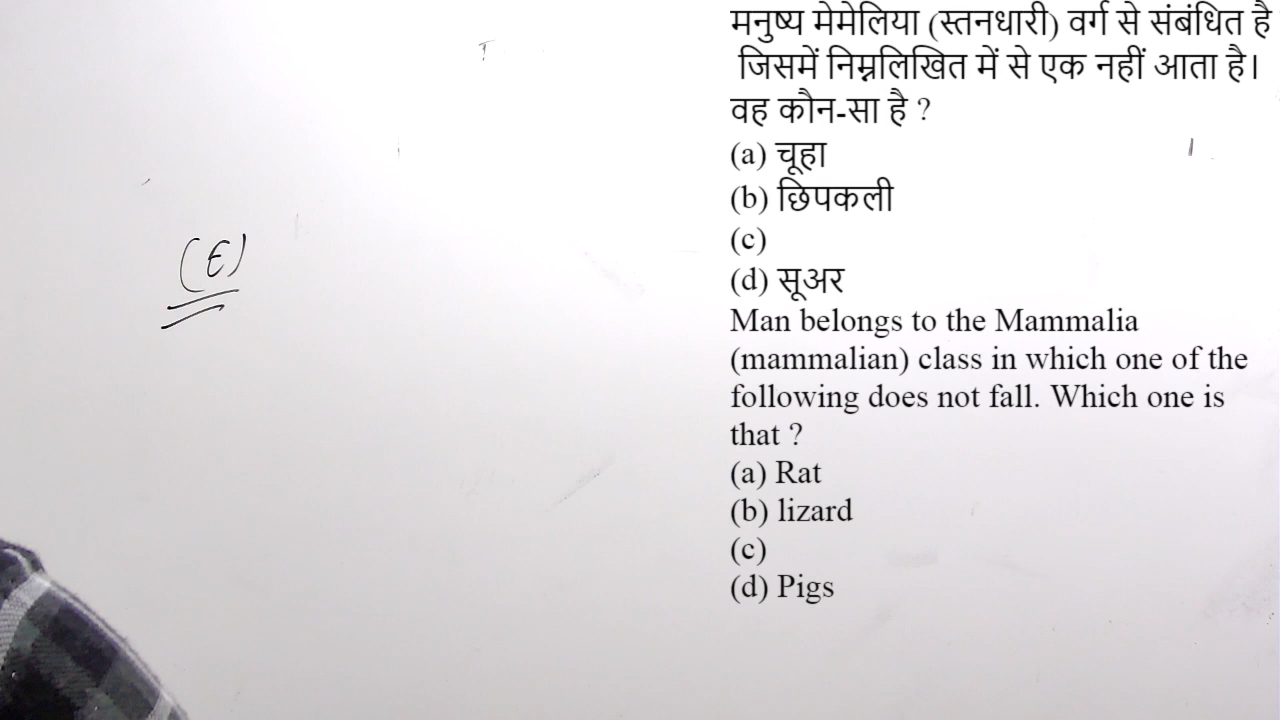 (E)
मनुष्य मेमेलिया (स्तनधारी) वर्ग से संबंधित है
जिसमें निम्नलिखित में से एक नहीं आता है।
वह कौन-सा है ?
(a) चूहा
(b) छिपकली
(c)
(d) सूअर
Man belongs to the Mammalia
(mammalian) class in which one of the
following does not fall. Which one is
that ?
(a) Rat
(b) lizard
(c)
(d) Pigs